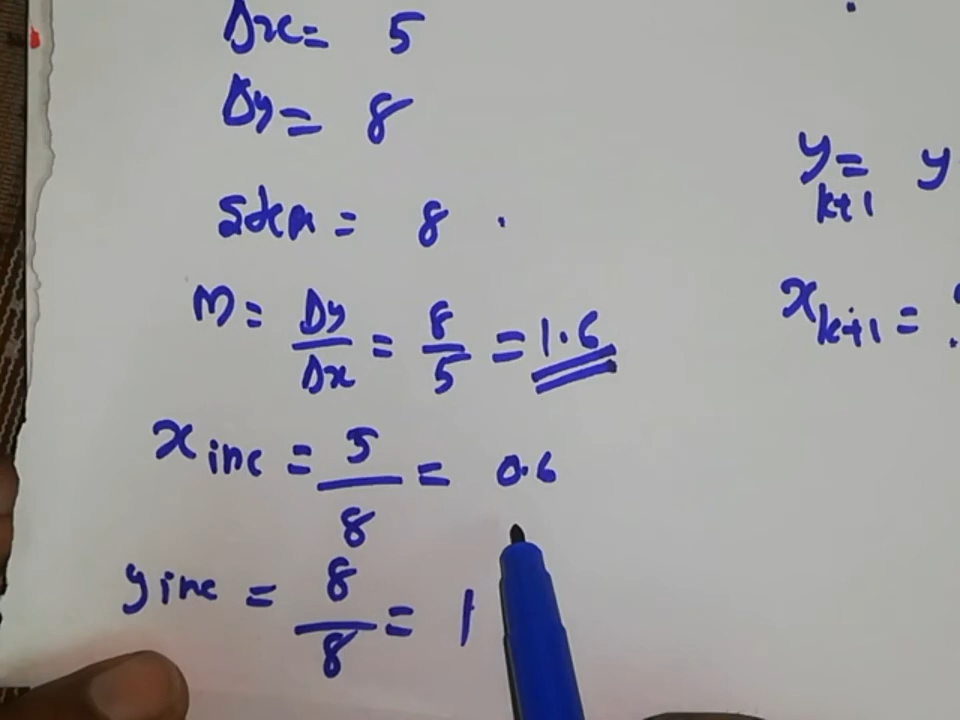 Δx = 5
Δy = 8
step = 8 .
m = Δy/Δx = 8/5 = 1.6
x inc = 5/8 = 0.6
y inc = 8/8 = 1
y k+1 = y
x k+1 =